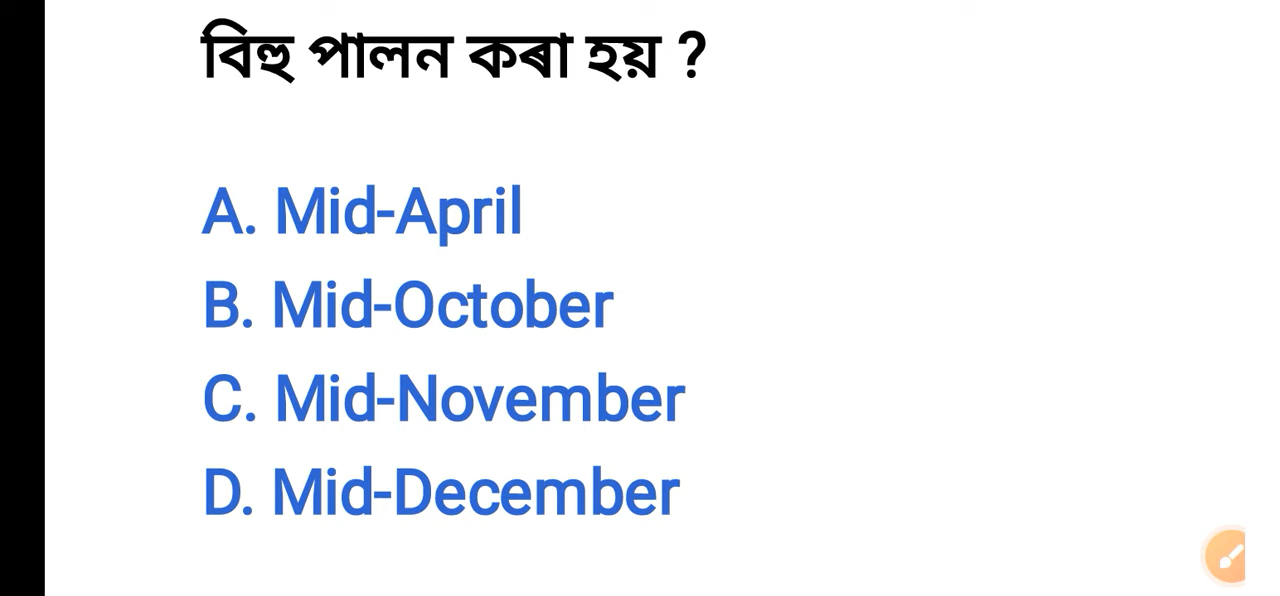 বিহু পালন কৰা হয় ?
A. Mid-April
B. Mid-October
C. Mid-November
D. Mid-December